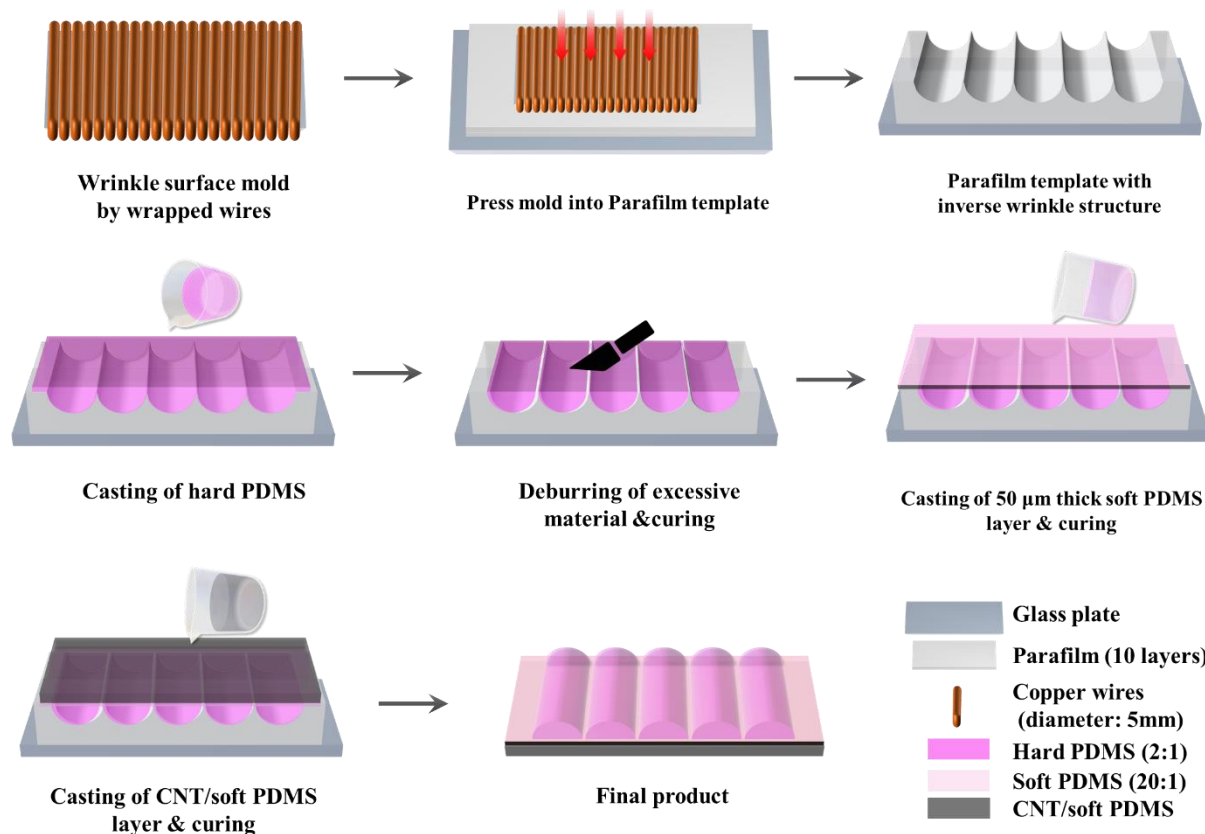 Wrinkle surface mold
by wrapped wires
Press mold into Parafilm template
Parafilm template with
inverse wrinkle structure
Casting of hard PDMS
Deburring of excessive
material &curing
Casting of 50 μm thick soft PDMS
layer & curing
Casting of CNT/soft PDMS
layer & curing
Final product
Glass plate
Parafilm (10 layers)
Copper wires
(diameter: 5mm)
Hard PDMS (2:1)
Soft PDMS (20:1)
CNT/soft PDMS